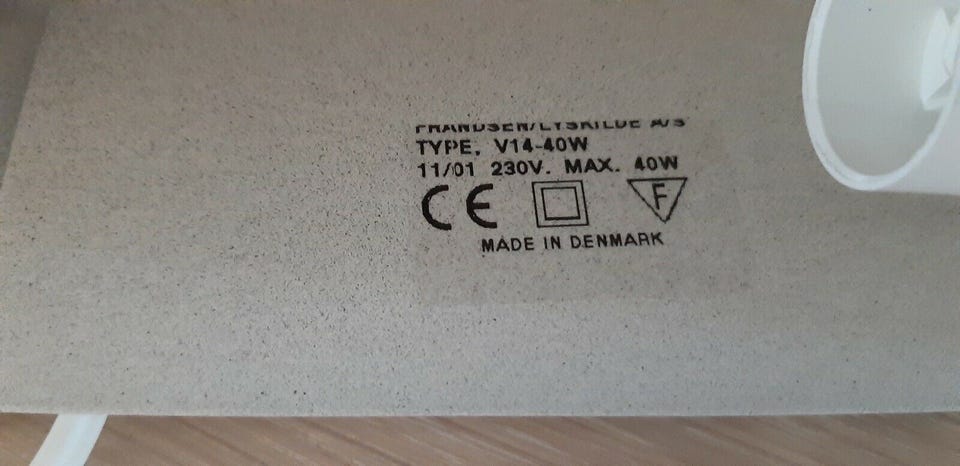 FRANDSEN/LYSKILDE A/S
TYPE. V14-40W
11/01 230V. MAX. 40W
CE F
MADE IN DENMARK